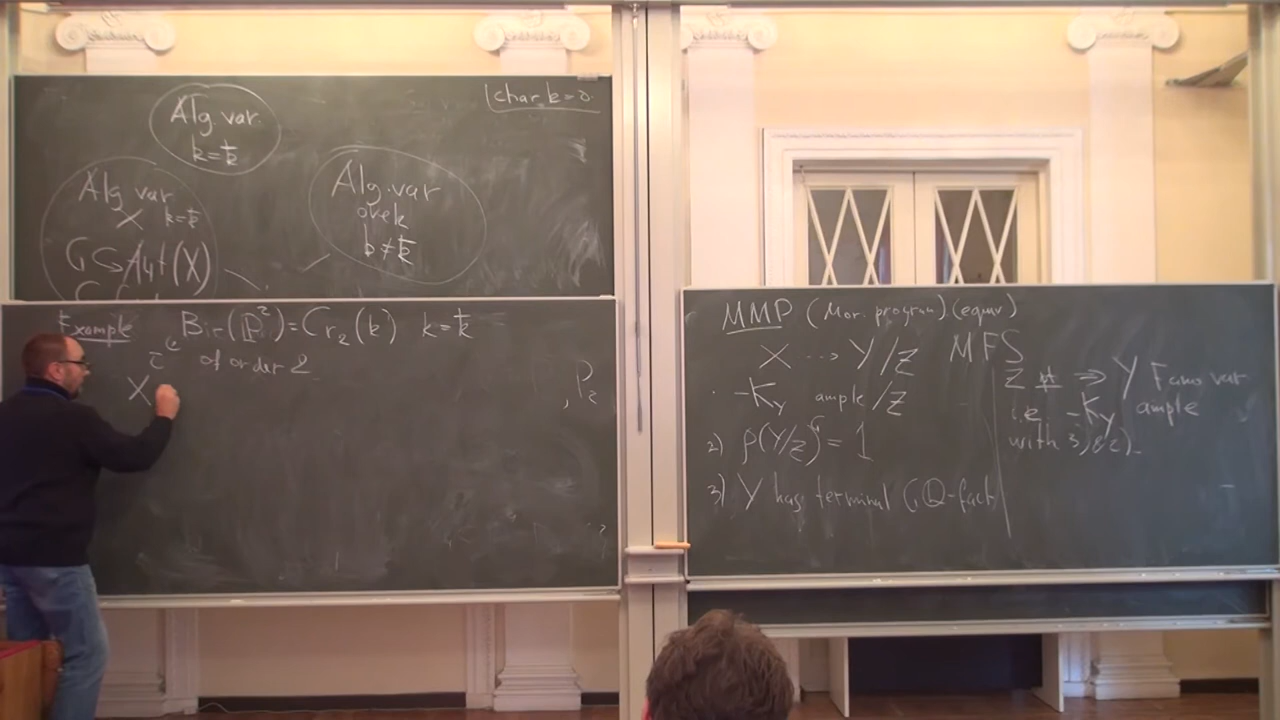 char k=0.
Alg. var.
k=k̄
Alg. var
X k=k̄
G↪Aut(X)
Alg. var
over k
k≠k̄
Example Bir(P²)=Cr₂(k) k=k̄
τ of order 2
X
, P₂
MMP (Mor. program) (equiv)
X ⇢ Y/Z MFS
-K_Y ample /Z
2) ρ(Y/Z)^G = 1
3) Y has terminal GQ-fact
⇒ Y Fano var
i.e. -K_Y ample
with 3) & 2).